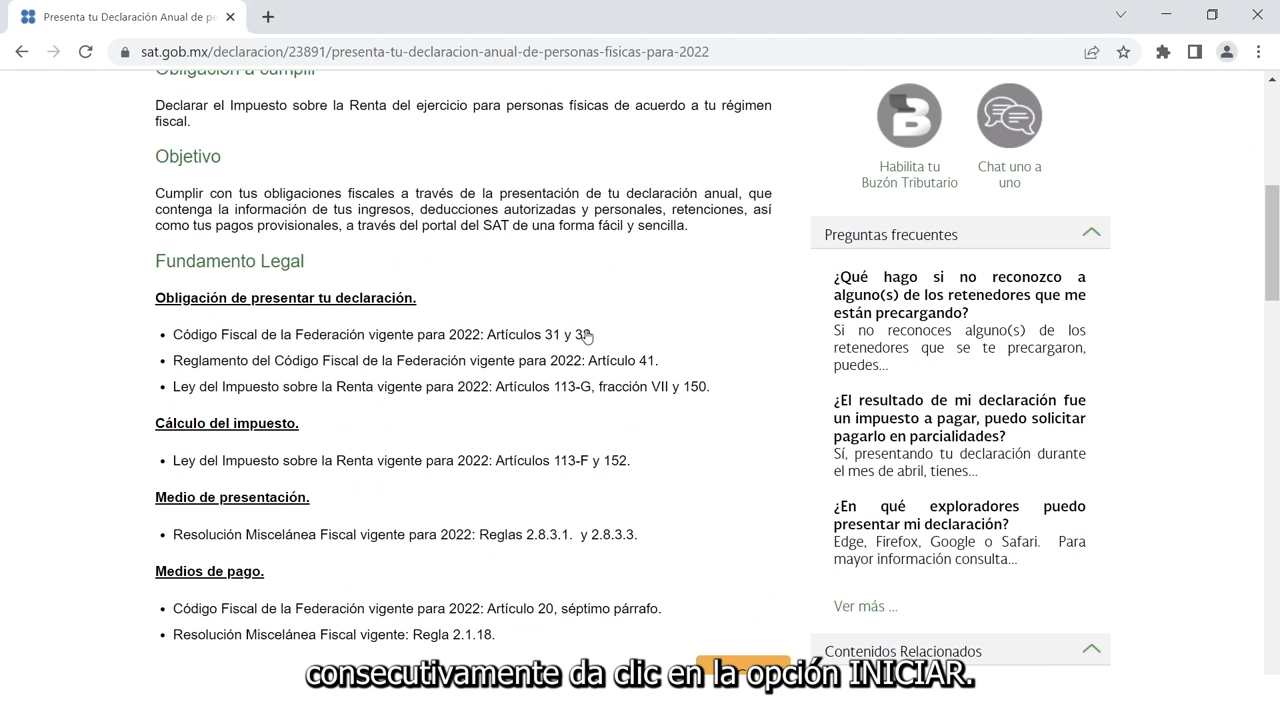 Presenta tu Declaración Anual de pe
sat.gob.mx/declaracion/23891/presenta-tu-declaracion-anual-de-personas-fisicas-para-2022
Obligación a cumplir
Declarar el Impuesto sobre la Renta del ejercicio para personas físicas de acuerdo a tu régimen
fiscal.
Objetivo
Cumplir con tus obligaciones fiscales a través de la presentación de tu declaración anual, que
contenga la información de tus ingresos, deducciones autorizadas y personales, retenciones, así
como tus pagos provisionales, a través del portal del SAT de una forma fácil y sencilla.
Fundamento Legal
Obligación de presentar tu declaración.
• Código Fiscal de la Federación vigente para 2022: Artículos 31 y
• Reglamento del Código Fiscal de la Federación vigente para 2022: Artículo 41.
• Ley del Impuesto sobre la Renta vigente para 2022: Artículos 113-G, fracción VII y 150.
Cálculo del impuesto.
• Ley del Impuesto sobre la Renta vigente para 2022: Artículos 113-F y 152.
Medio de presentación.
• Resolución Miscelánea Fiscal vigente para 2022: Reglas 2.8.3.1. y 2.8.3.3.
Medios de pago.
• Código Fiscal de la Federación vigente para 2022: Artículo 20, séptimo párrafo.
• Resolución Miscelánea Fiscal vigente: Regla 2.1.18.
Habilita tu
Buzón Tributario
Chat uno a
uno
Preguntas frecuentes
¿Qué hago si no reconozco a
alguno(s) de los retenedores que me
están precargando?
Si no reconoces alguno(s) de los
retenedores que se te precargaron,
puedes...
¿El resultado de mi declaración fue
un impuesto a pagar, puedo solicitar
pagarlo en parcialidades?
Sí, presentando tu declaración durante
el mes de abril, tienes...
¿En qué exploradores puedo
presentar mi declaración?
Edge, Firefox, Google o Safari. Para
mayor información consulta...
Ver más ...
Contenidos Relacionados
consecutivamente da clic en la opción INICIAR.